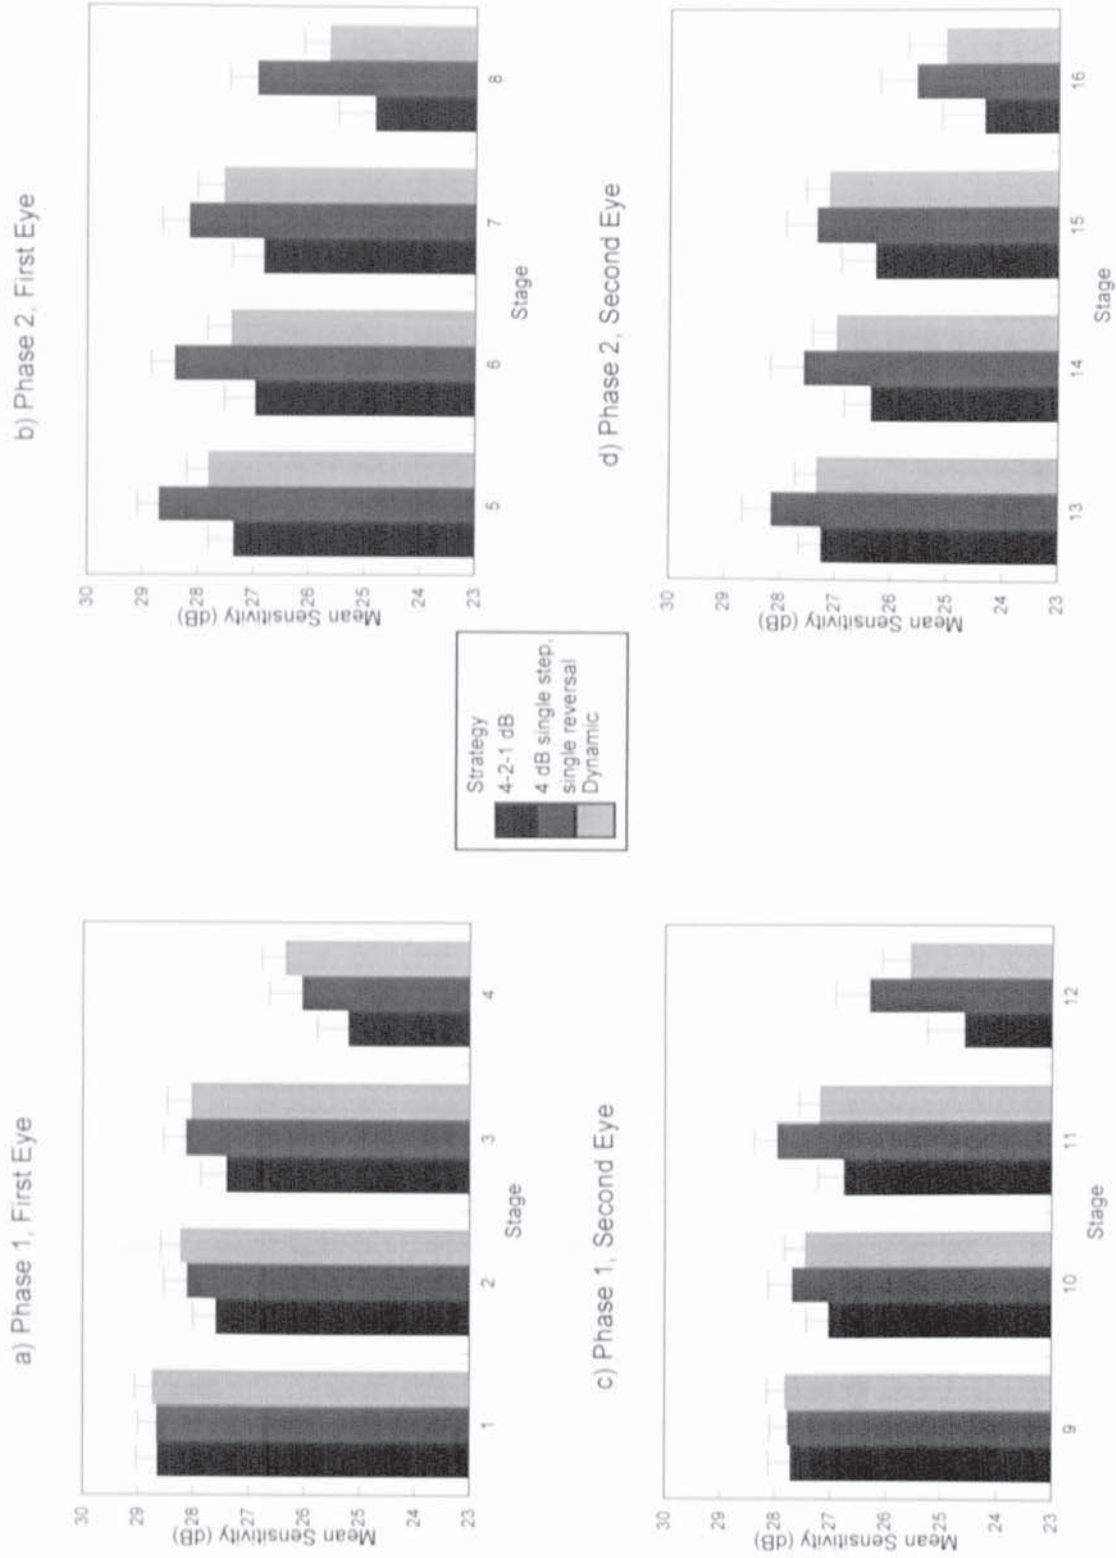 a) Phase 1, First Eye
30
29
28
27
26
25
24
23
Mean Sensitivity (dB)
1
2
3
4
Stage
b) Phase 2, First Eye
30
29
28
27
26
25
24
23
Mean Sensitivity (dB)
5
6
7
8
Stage
Strategy
4-2-1 dB
4 dB single step,
single reversal
Dynamic
c) Phase 1, Second Eye
30
29
28
27
26
25
24
23
Mean Sensitivity (dB)
9
10
11
12
Stage
d) Phase 2, Second Eye
30
29
28
27
26
25
24
23
Mean Sensitivity (dB)
13
14
15
16
Stage